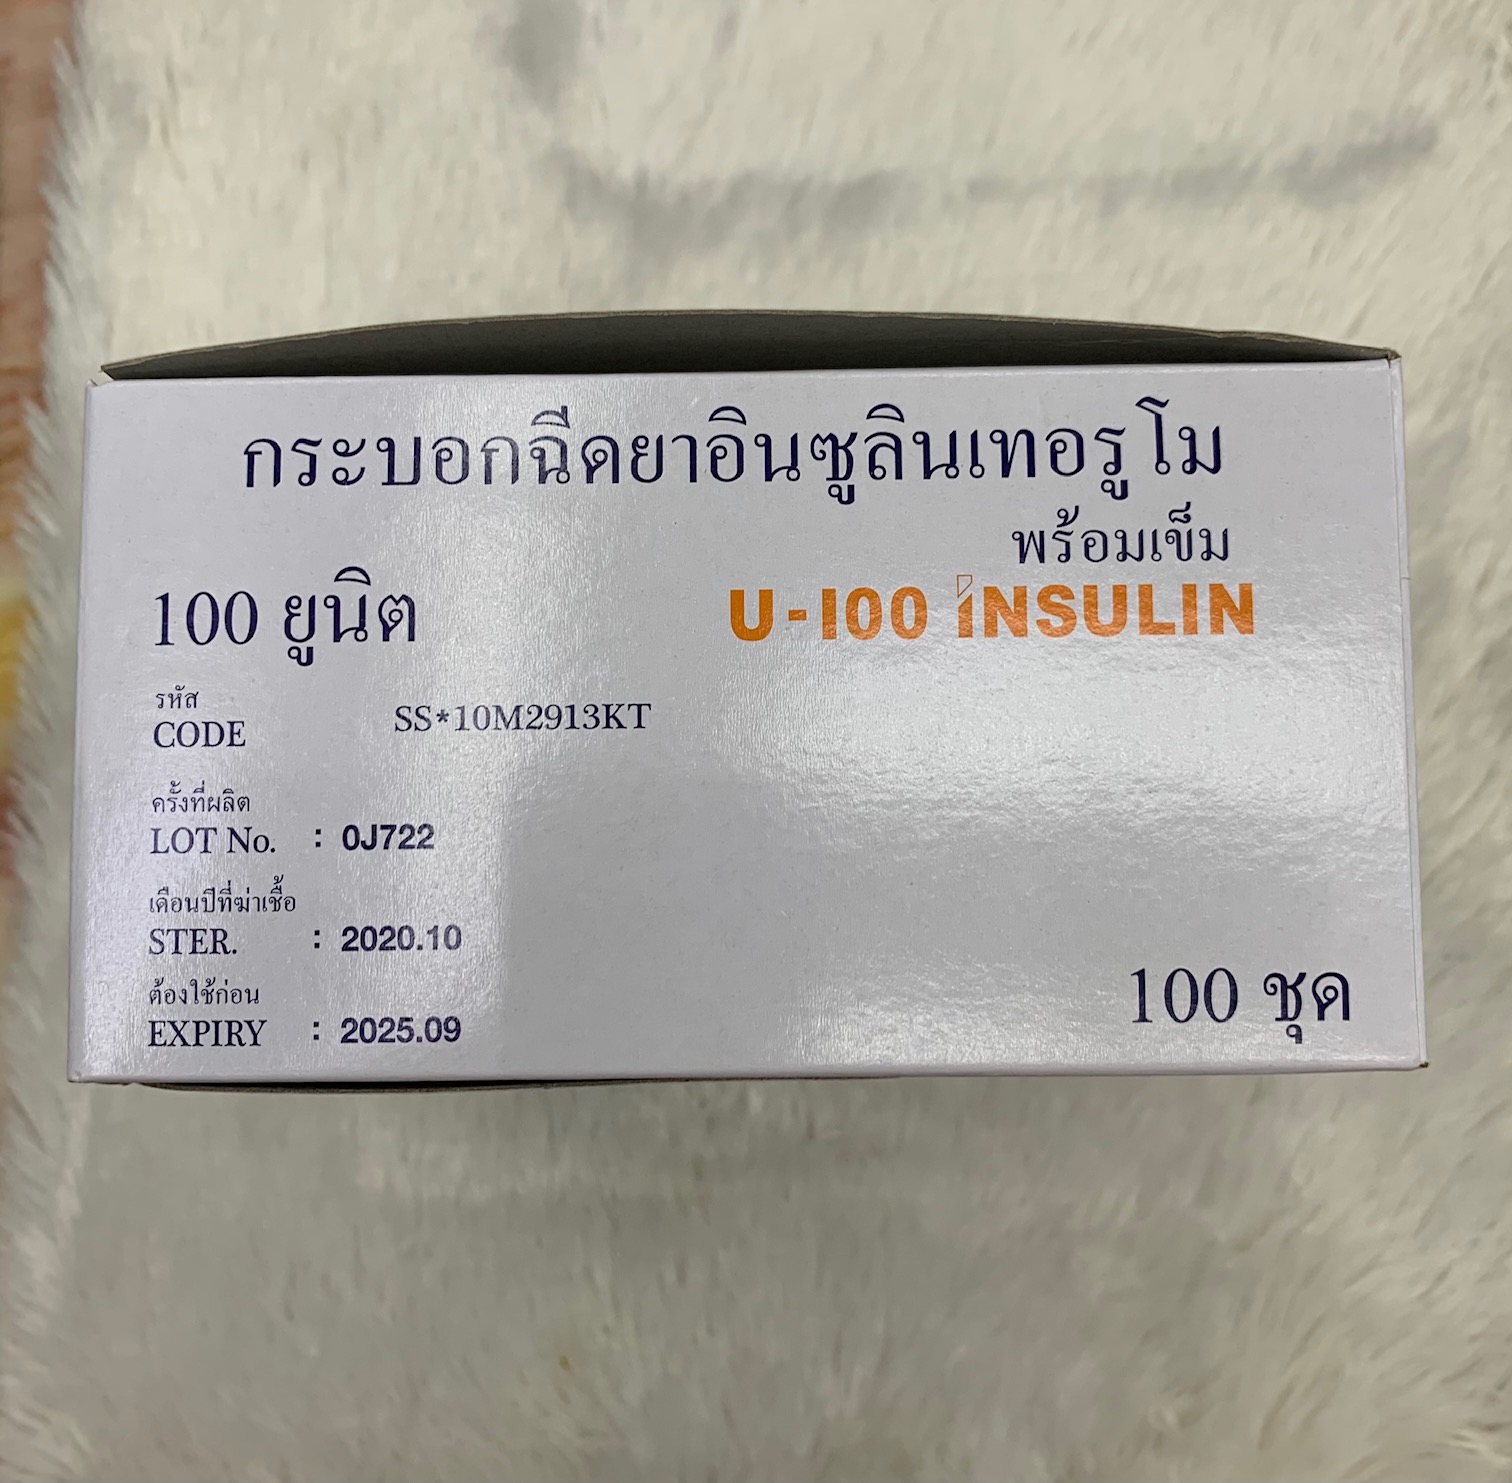 กระบอกฉีดยาอินซูลินเทอรูโม
พร้อมเข็ม
100 ยูนิต
U-100 iNSULIN
รหัส
CODE SS*10M2913KT
ครั้งที่ผลิต
LOT No. : 0J722
เดือนปีที่ฆ่าเชื้อ
STER. : 2020.10
ต้องใช้ก่อน
EXPIRY : 2025.09
100 ชุด